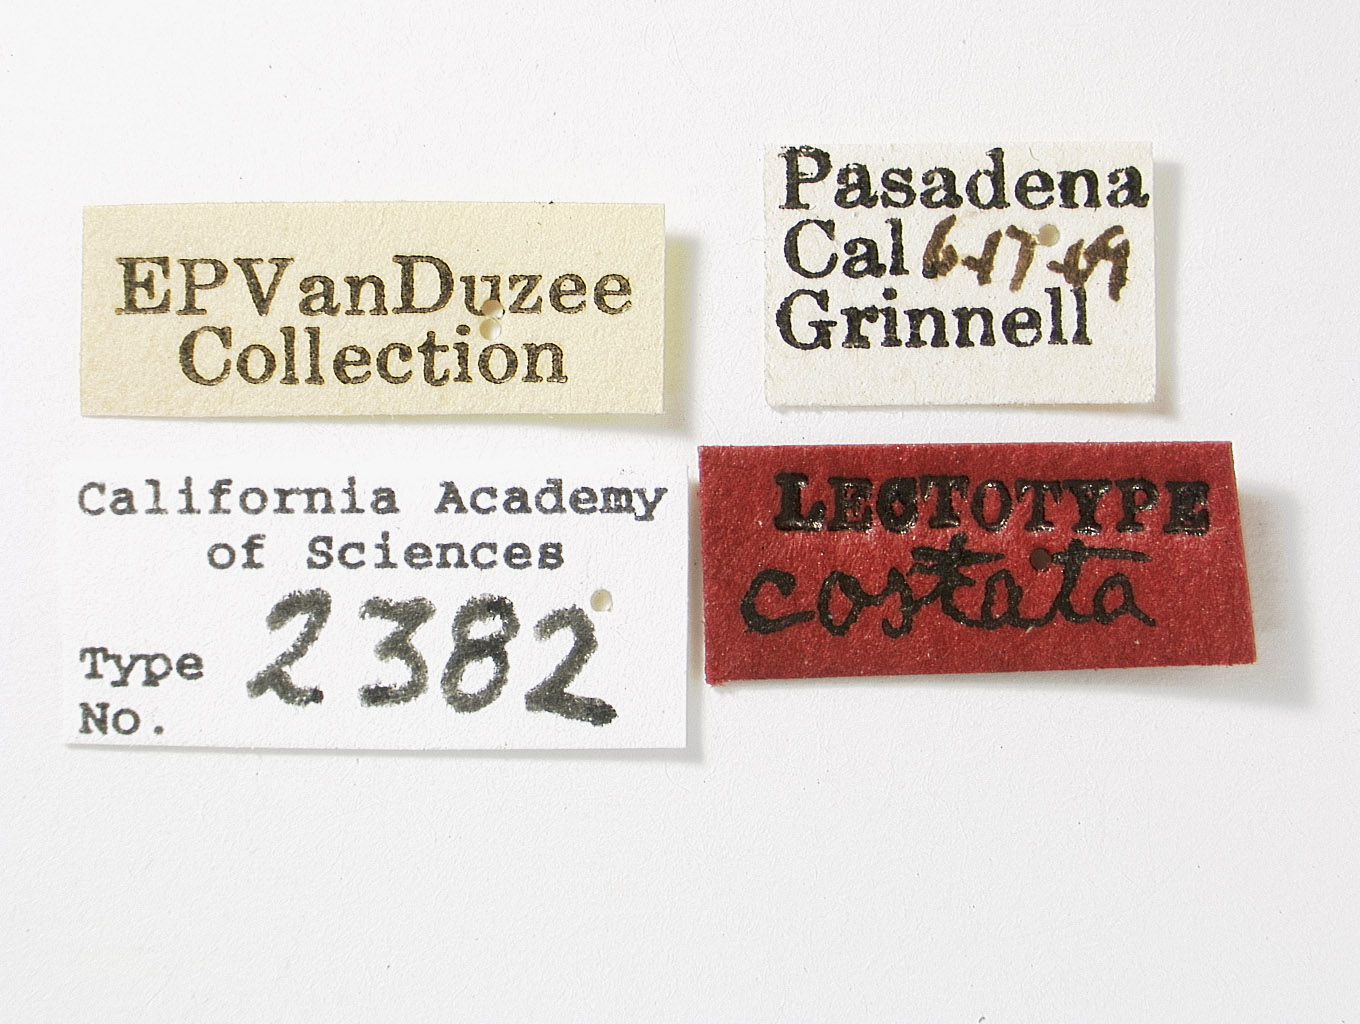 EPVanDuzee
Collection
Pasadena
Cal 6-17-09
Grinnell
California Academy
of Sciences
Type
No. 2382
LECTOTYPE
costata